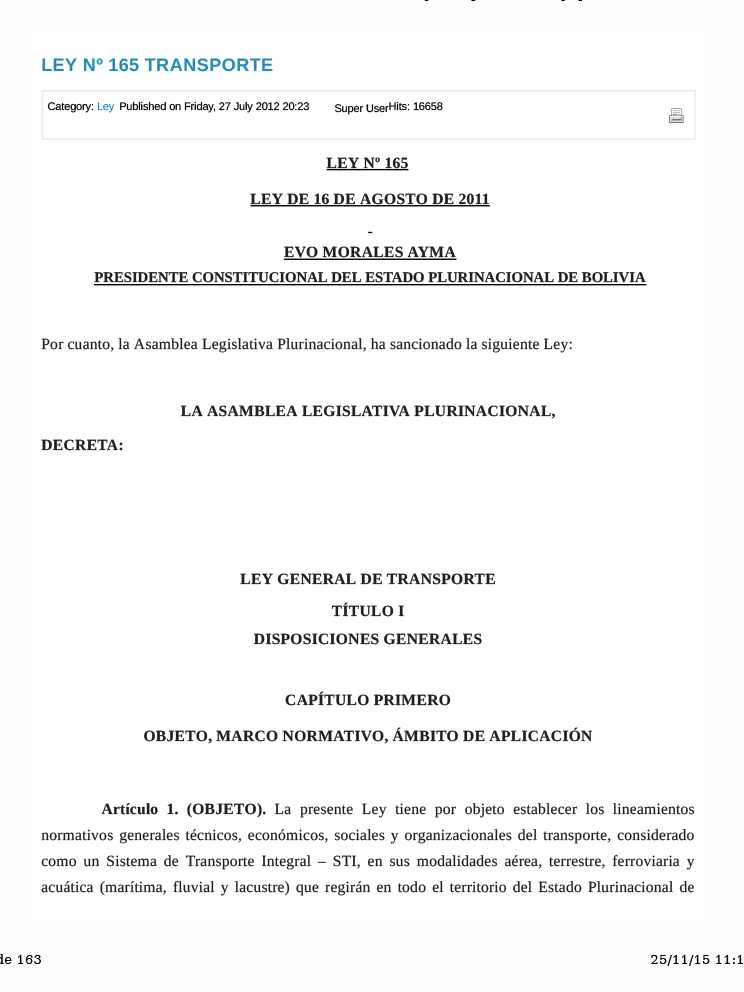 LEY Nº 165 TRANSPORTE
Category: Ley Published on Friday, 27 July 2012 20:23 Super User Hits: 16658
LEY Nº 165
LEY DE 16 DE AGOSTO DE 2011
-
EVO MORALES AYMA
PRESIDENTE CONSTITUCIONAL DEL ESTADO PLURINACIONAL DE BOLIVIA
Por cuanto, la Asamblea Legislativa Plurinacional, ha sancionado la siguiente Ley:
LA ASAMBLEA LEGISLATIVA PLURINACIONAL,
DECRETA:
LEY GENERAL DE TRANSPORTE
TÍTULO I
DISPOSICIONES GENERALES
CAPÍTULO PRIMERO
OBJETO, MARCO NORMATIVO, ÁMBITO DE APLICACIÓN
Artículo 1. (OBJETO). La presente Ley tiene por objeto establecer los lineamientos
normativos generales técnicos, económicos, sociales y organizacionales del transporte, considerado
como un Sistema de Transporte Integral – STI, en sus modalidades aérea, terrestre, ferroviaria y
acuática (marítima, fluvial y lacustre) que regirán en todo el territorio del Estado Plurinacional de
de 163
25/11/15 11:1